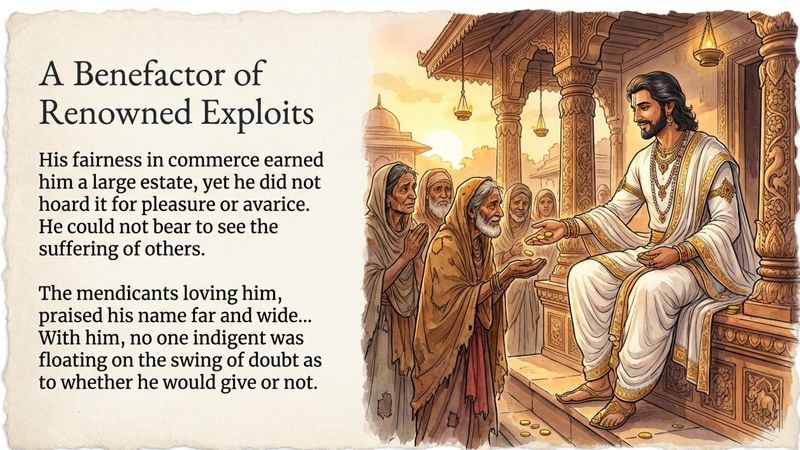 A Benefactor of
Renowned Exploits
His fairness in commerce earned
him a large estate, yet he did not
hoard it for pleasure or avarice.
He could not bear to see the
suffering of others.
The mendicants loving him,
praised his name far and wide...
With him, no one indigent was
floating on the swing of doubt as
to whether he would give or not.